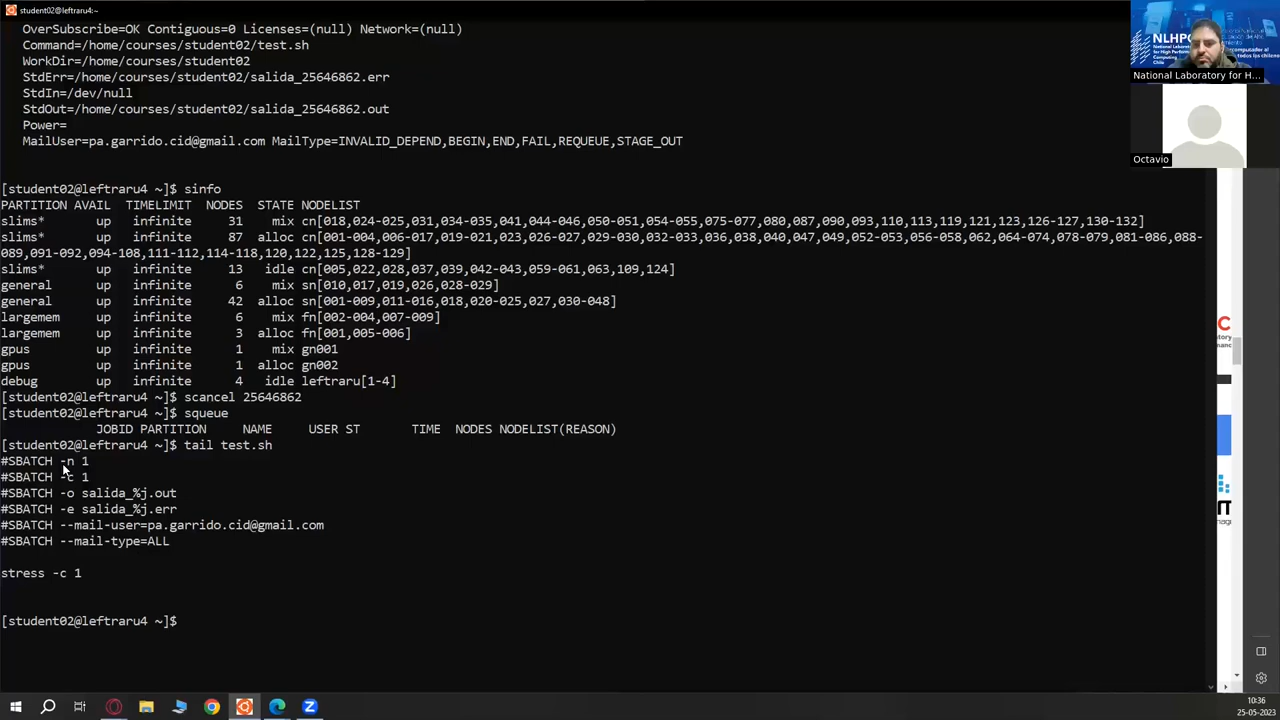 student02@leftraru4:~
OverSubscribe=OK Contiguous=0 Licenses=(null) Network=(null)
Command=/home/courses/student02/test.sh
WorkDir=/home/courses/student02
StdErr=/home/courses/student02/salida_25646862.err
StdIn=/dev/null
StdOut=/home/courses/student02/salida_25646862.out
Power=
MailUser=pa.garrido.cid@gmail.com MailType=INVALID_DEPEND,BEGIN,END,FAIL,REQUEUE,STAGE_OUT
[student02@leftraru4 ~]$ sinfo
PARTITION AVAIL TIMELIMIT NODES STATE NODELIST
slims* up infinite 31 mix cn[018,024-025,031,034-035,041,044-046,050-051,054-055,075-077,080,087,090,093,110,113,119,121,123,126-127,130-132]
slims* up infinite 87 alloc cn[001-004,006-017,019-021,023,026-027,029-030,032-033,036,038,040,047,049,052-053,056-058,062,064-074,078-079,081-086,088-
089,091-092,094-108,111-112,114-118,120,122,125,128-129]
slims* up infinite 13 idle cn[005,022,028,037,039,042-043,059-061,063,109,124]
general up infinite 6 mix sn[010,017,019,026,028-029]
general up infinite 42 alloc sn[001-009,011-016,018,020-025,027,030-048]
largemem up infinite 6 mix fn[002-004,007-009]
largemem up infinite 3 alloc fn[001,005-006]
gpus up infinite 1 mix gn001
gpus up infinite 1 alloc gn002
debug up infinite 4 idle leftraru[1-4]
[student02@leftraru4 ~]$ scancel 25646862
[student02@leftraru4 ~]$ squeue
JOBID PARTITION NAME USER ST TIME NODES NODELIST(REASON)
[student02@leftraru4 ~]$ tail test.sh
#SBATCH -n 1
#SBATCH -c 1
#SBATCH -o salida_%j.out
#SBATCH -e salida_%j.err
#SBATCH --mail-user=pa.garrido.cid@gmail.com
#SBATCH --mail-type=ALL
stress -c 1
[student02@leftraru4 ~]$
NLHPC
National Laboratory
for High Performance
Computing
Chile
National Laboratory for H...
Octavio
10:36
25-05-2023